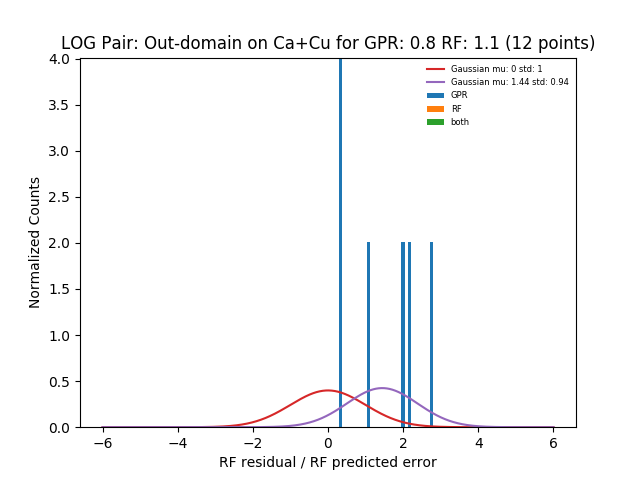 LOG Pair: Out-domain on Ca+Cu for GPR: 0.8 RF: 1.1 (12 points)
Gaussian mu: 0 std: 1
Gaussian mu: 1.44 std: 0.94
GPR
RF
both
Normalized Counts
4.0
3.5
3.0
2.5
2.0
1.5
1.0
0.5
0.0
−6 −4 −2 0 2 4 6
RF residual / RF predicted error